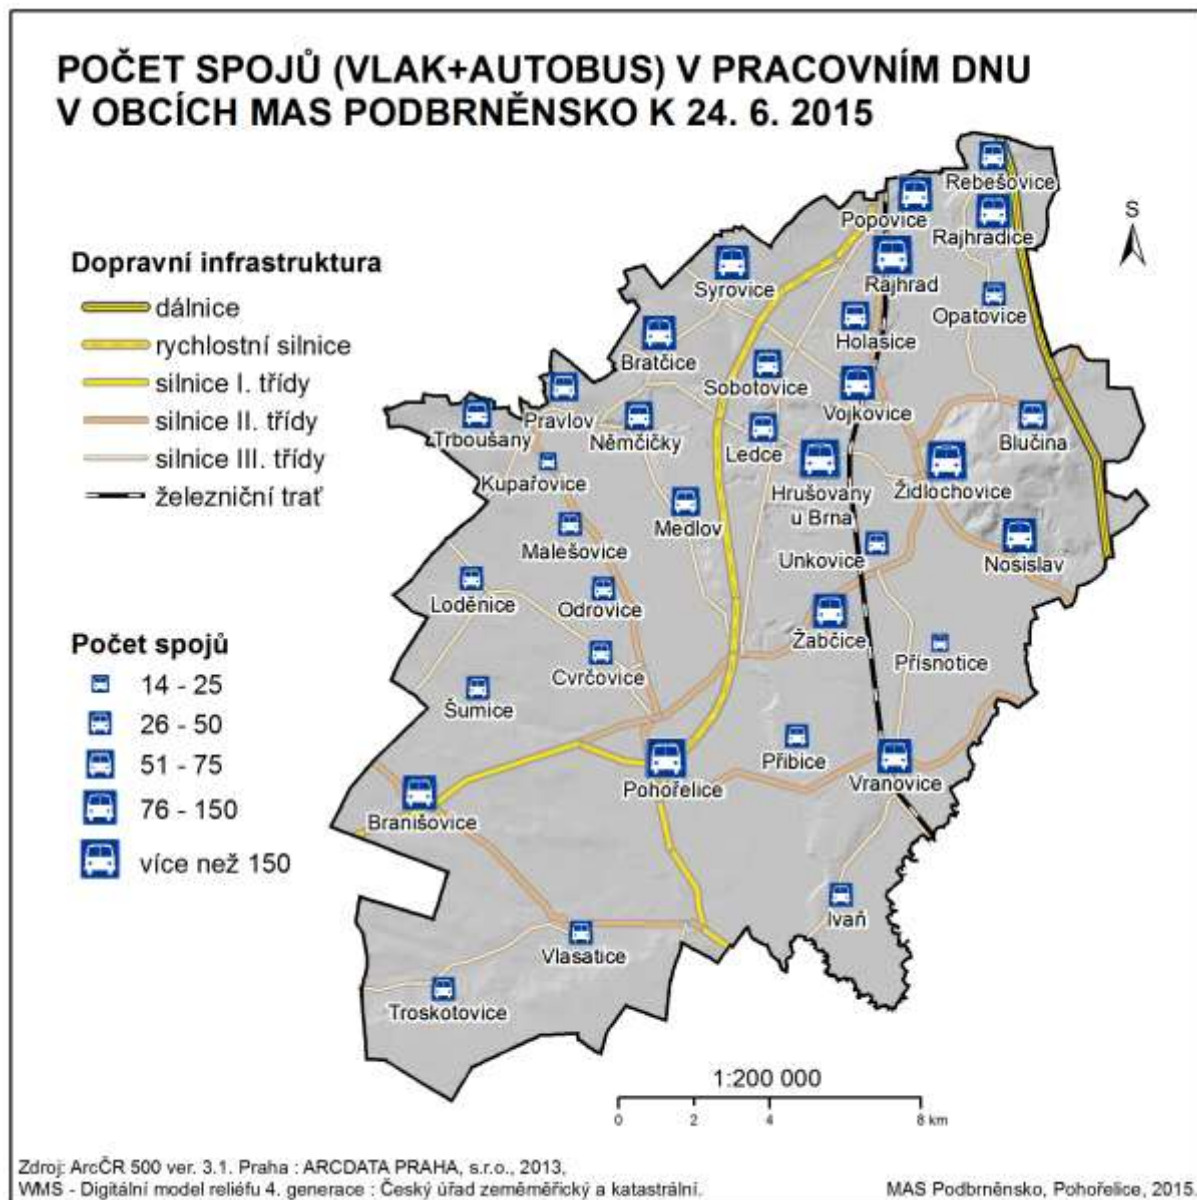 POČET SPOJŮ (VLAK+AUTOBUS) V PRACOVNÍM DNU
V OBCÍCH MAS PODBRNĚNSKO K 24. 6. 2015
Rebešovice
S
Popovice
Rajhradice
Dopravní infrastruktura
Syrovice
Rajhrad
dálnice
Opatovice
rychlostní silnice
Holasice
Bratčice
Sobotovice
silnice I. třídy
Pravlov
Vojkovice
silnice II. třídy
Trboušany
Němčičky
Ledce
Blučina
silnice III. třídy
Kupařovice
Hrušovany
u Brna
Židlochovice
železniční trať
Medlov
Malešovice
Unkovice
Nosislav
Loděnice
Odrovice
Počet spojů
Žabčice
Přísnotice
14 - 25
Cvrčovice
Šumice
26 - 50
51 - 75
Přibice
Pohořelice
Vranovice
76 - 150
Branišovice
více než 150
Ivaň
Vlasatice
Troskotovice
1:200 000
0 2 4 8 km
Zdroj: ArcČR 500 ver. 3.1. Praha : ARCDATA PRAHA, s.r.o., 2013,
WMS - Digitální model reliéfu 4. generace : Český úřad zeměměřický a katastrální.
MAS Podbrněnsko, Pohořelice, 2015